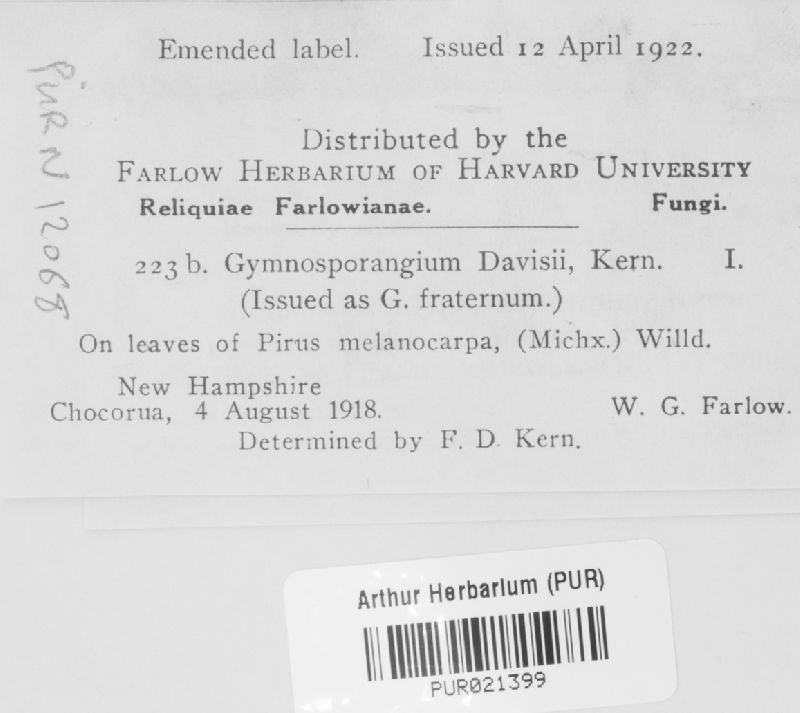 Emended label. Issued 12 April 1922.
PUR N 12068
Distributed by the
FARLOW HERBARIUM OF HARVARD UNIVERSITY
Reliquiae Farlowianae. Fungi.
223 b. Gymnosporangium Davisii, Kern. I.
(Issued as G. fraternum.)
On leaves of Pirus melanocarpa, (Michx.) Willd.
New Hampshire
Chocorua, 4 August 1918. W. G. Farlow.
Determined by F. D. Kern.
Arthur Herbarium (PUR)
PUR021399